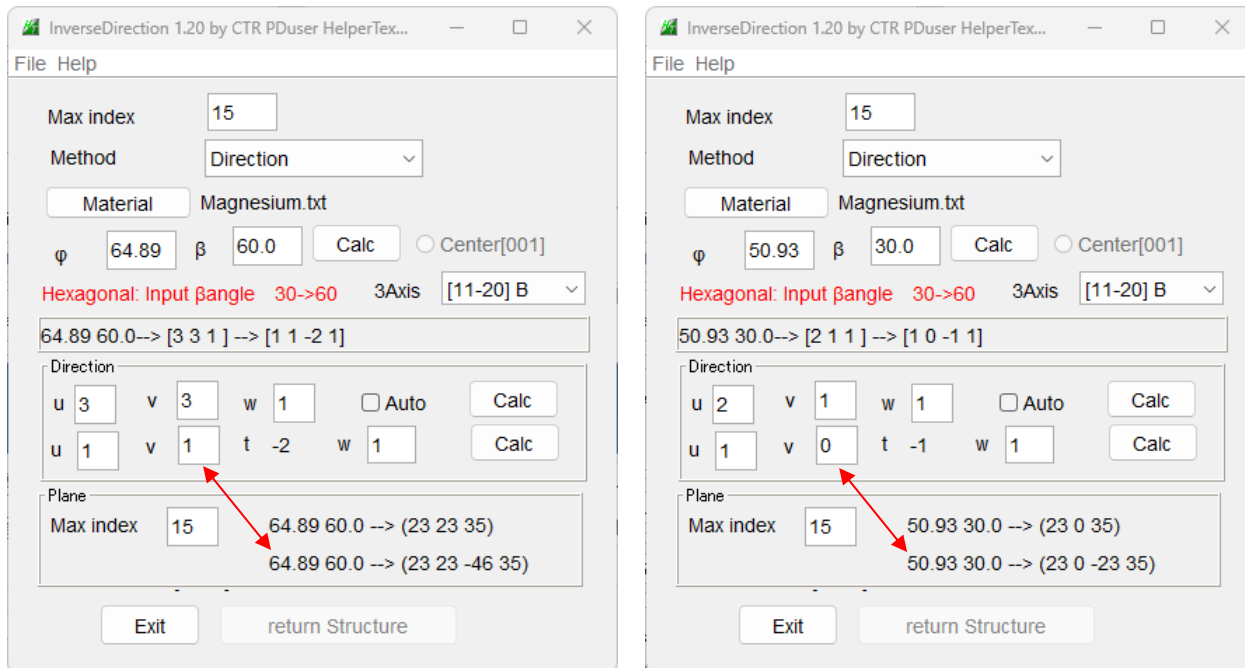 InverseDirection 1.20 by CTR PDuser HelperTex...
File Help
Max index 15
Method Direction
Material Magnesium.txt
φ 64.89 β 60.0 Calc Center[001]
Hexagonal: Input βangle 30->60 3Axis [11-20] B
64.89 60.0--> [3 3 1 ] --> [1 1 -2 1]
Direction
u 3 v 3 w 1 Auto Calc
u 1 v 1 t -2 w 1 Calc
Plane
Max index 15 64.89 60.0 --> (23 23 35)
64.89 60.0 --> (23 23 -46 35)
Exit return Structure
InverseDirection 1.20 by CTR PDuser HelperTex...
File Help
Max index 15
Method Direction
Material Magnesium.txt
φ 50.93 β 30.0 Calc Center[001]
Hexagonal: Input βangle 30->60 3Axis [11-20] B
50.93 30.0--> [2 1 1 ] --> [1 0 -1 1]
Direction
u 2 v 1 w 1 Auto Calc
u 1 v 0 t -1 w 1 Calc
Plane
Max index 15 50.93 30.0 --> (23 0 35)
50.93 30.0 --> (23 0 -23 35)
Exit return Structure